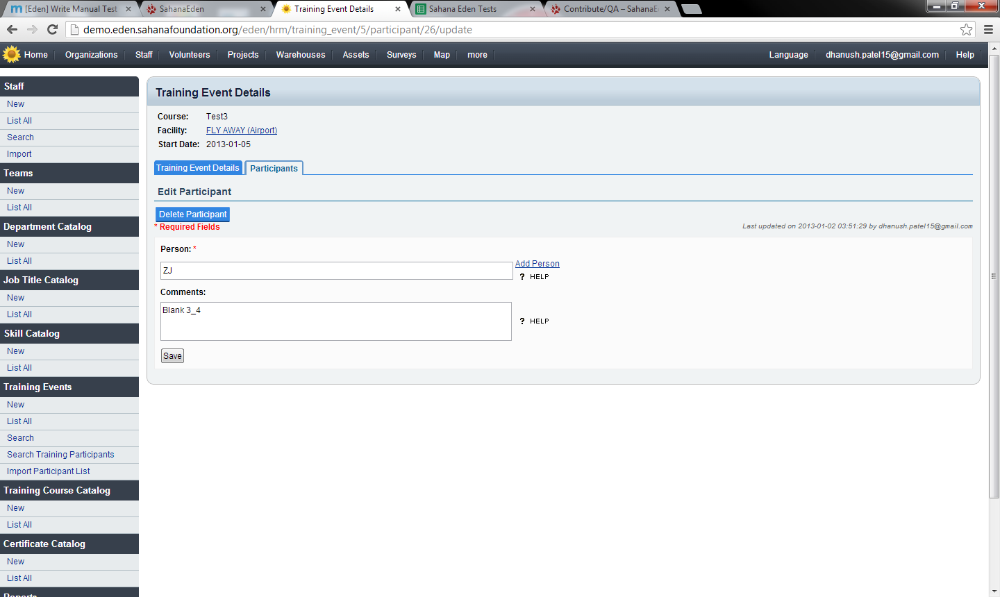 [Eden] Write Manual Test
SahanaEden
Training Event Details
Sahana Eden Tests
Contribute/QA – SahanaE
demo.eden.sahanafoundation.org/eden/hrm/training_event/5/participant/26/update
Home Organizations Staff Volunteers Projects Warehouses Assets Surveys Map more Language dhanush.patel15@gmail.com Help
Staff
New
List All
Search
Import
Teams
New
List All
Department Catalog
New
List All
Job Title Catalog
New
List All
Skill Catalog
New
List All
Training Events
New
List All
Search
Search Training Participants
Import Participant List
Training Course Catalog
New
List All
Certificate Catalog
New
List All
Reports
Training Event Details
Course: Test3
Facility: FLY AWAY (Airport)
Start Date: 2013-01-05
Training Event Details Participants
Edit Participant
Delete Participant
* Required Fields
Last updated on 2013-01-02 03:51:29 by dhanush.patel15@gmail.com
Person: *
ZJ
Add Person
? HELP
Comments:
Blank 3_4
? HELP
Save